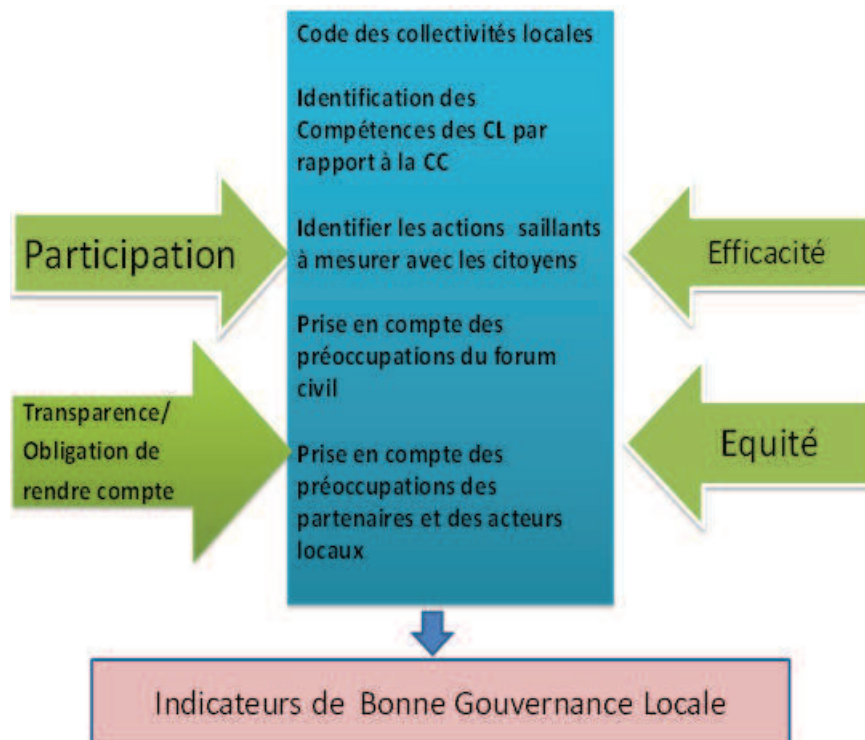 Code des collectivités locales
Identification des
Compétences des CL par
rapport à la CC
Identifier les actions saillants
à mesurer avec les citoyens
Prise en compte des
préoccupations du forum
civil
Prise en compte des
préoccupations des
partenaires et des acteurs
locaux
Participation
Transparence/
Obligation de
rendre compte
Efficacité
Equité
Indicateurs de Bonne Gouvernance Locale